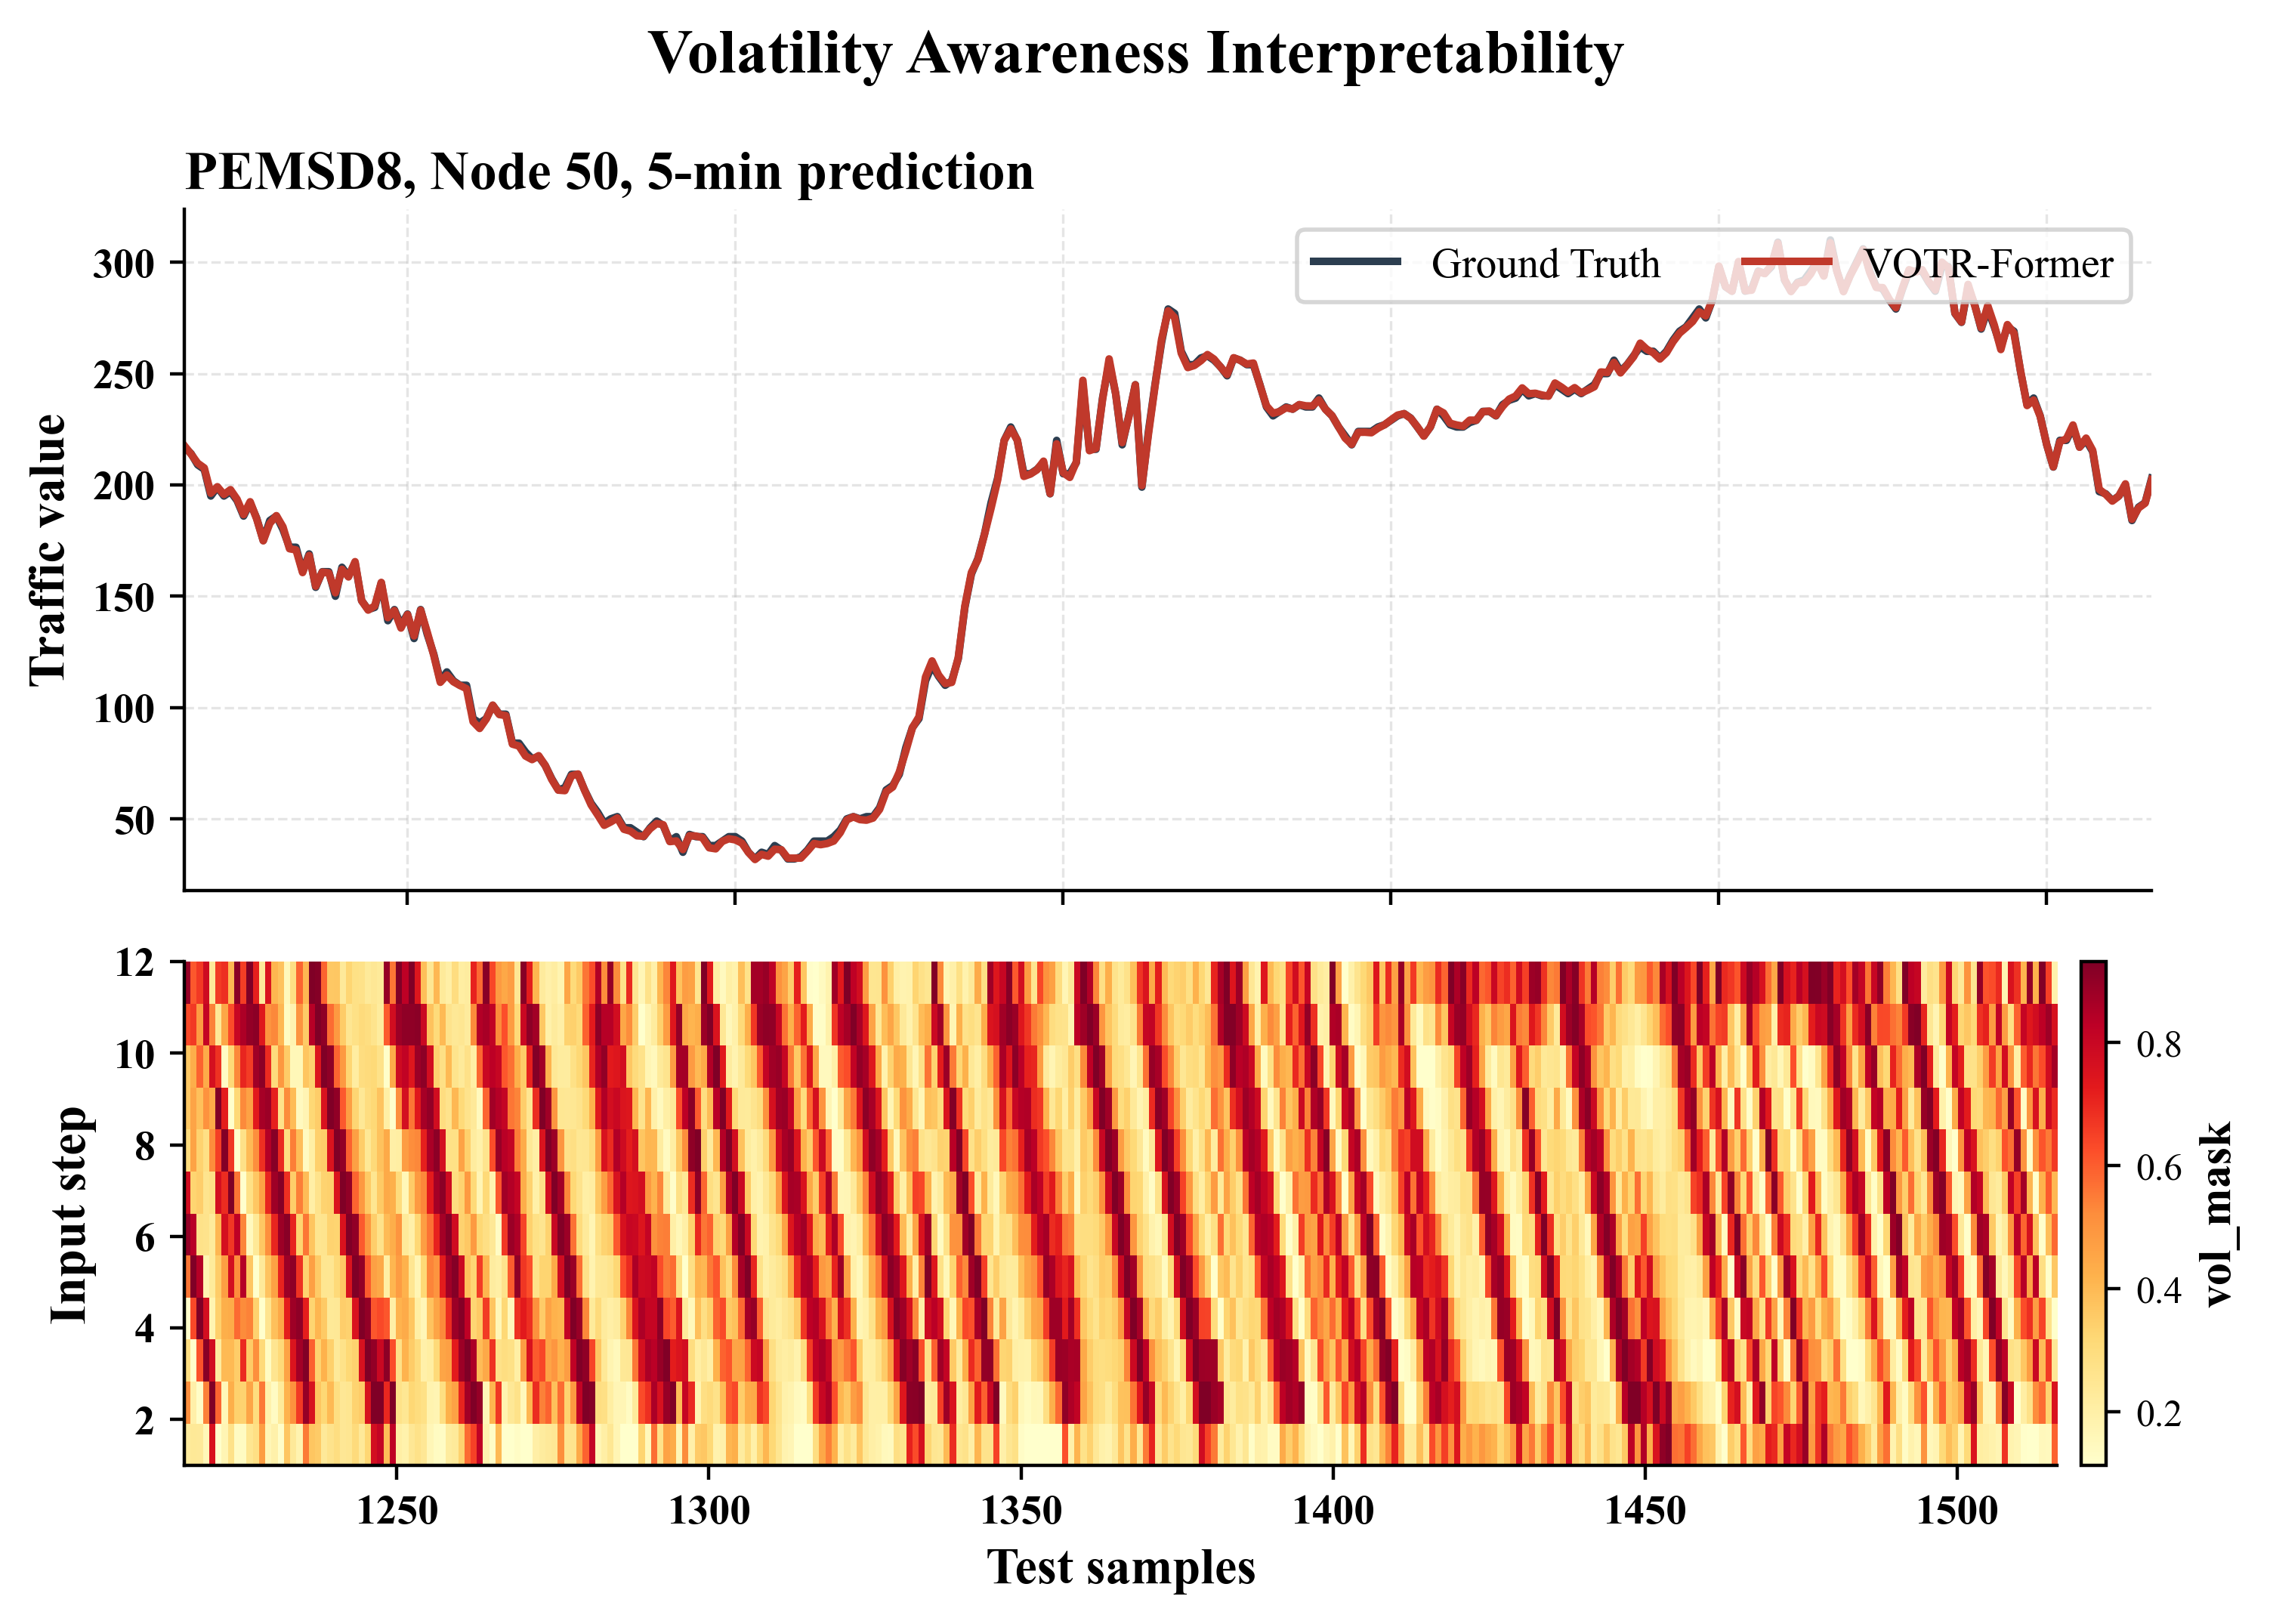 Volatility Awareness Interpretability
PEMSD8, Node 50, 5-min prediction
Ground Truth
VOTR-Former
Traffic value
300
250
200
150
100
50
Input step
12
10
8
6
4
2
1250
1300
1350
1400
1450
1500
Test samples
0.8
0.6
0.4
0.2
vol_mask